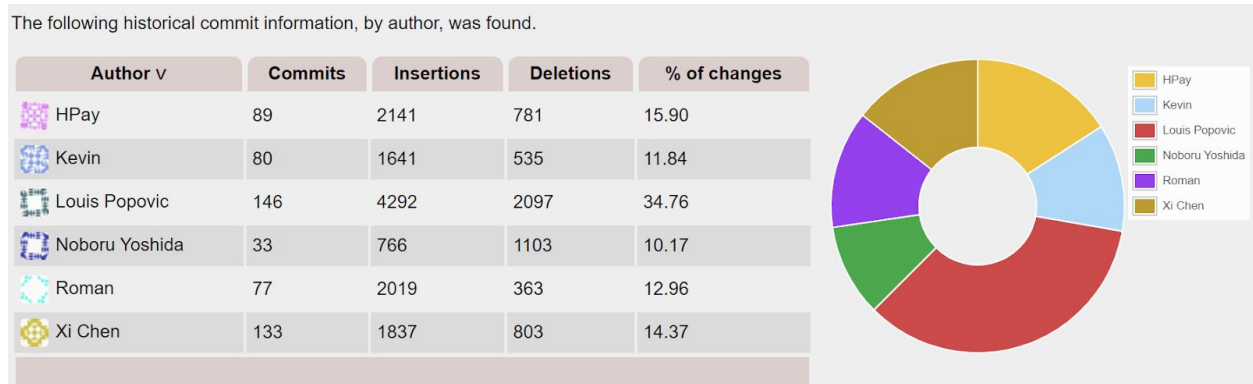 The following historical commit information, by author, was found.
Author ∨ Commits Insertions Deletions % of changes
HPay 89 2141 781 15.90
Kevin 80 1641 535 11.84
Louis Popovic 146 4292 2097 34.76
Noboru Yoshida 33 766 1103 10.17
Roman 77 2019 363 12.96
Xi Chen 133 1837 803 14.37
HPay
Kevin
Louis Popovic
Noboru Yoshida
Roman
Xi Chen